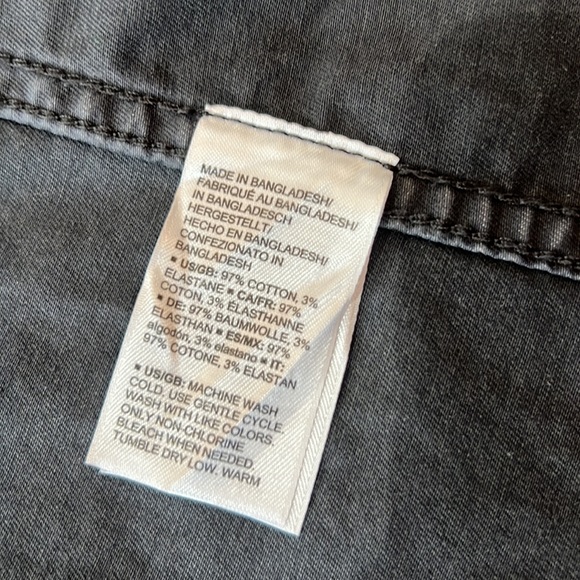 MADE IN BANGLADESH/
FABRIQUÉ AU BANGLADESH/
IN BANGLADESCH
HERGESTELLT/
HECHO EN BANGLADESH/
CONFEZIONATO IN
BANGLADESH
▪ US/GB: 97% COTTON, 3%
ELASTANE ▪ CA/FR: 97%
COTON, 3% ÉLASTHANNE
▪ DE: 97% BAUMWOLLE, 3%
ELASTHAN ▪ ES/MX: 97%
algodón, 3% elastano ▪ IT:
97% COTONE, 3% ELASTAN
▪ US/GB: MACHINE WASH
COLD. USE GENTLE CYCLE.
WASH WITH LIKE COLORS.
ONLY NON-CHLORINE
BLEACH WHEN NEEDED.
TUMBLE DRY LOW. WARM